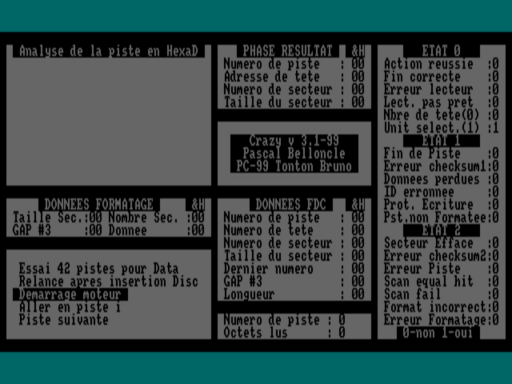 Analyse de la piste en HexaD
PHASE RESULTAT &H
Numero de piste : 00
Adresse de tete : 00
Numero de secteur : 00
Taille du secteur : 00
Crazy v 3.1-99
Pascal Belloncle
PC-99 Tonton Bruno
DONNEES FORMATAGE &H
Taille Sec.:00 Nombre Sec. :00
GAP #3 :00 Donnee :00
Essai 42 pistes pour Data
Relance apres insertion Disc
Demarrage moteur
Aller en piste i
Piste suivante
DONNEES FDC &H
Numero de piste : 00
Numero de tete : 00
Numero de secteur : 00
Taille du secteur : 00
Dernier numero : 00
GAP #3 : 00
Longueur : 00
Numero de piste : 0
Octets lus : 0
ETAT 0
Action reussie :0
Fin correcte :0
Erreur lecteur :0
Lect. pas pret :0
Nbre de tete(0) :0
Unit select.(1) :1
ETAT 1
Fin de Piste :0
Erreur checksum1:0
Donnees perdues :0
ID erronnee :0
Prot. Ecriture :0
Pst.non Formatee:0
ETAT 2
Secteur Efface :0
Erreur checksum2:0
Erreur Piste :0
Scan equal hit :0
Scan fail :0
Format incorrect:0
Erreur Formatage:0
0-non 1-oui